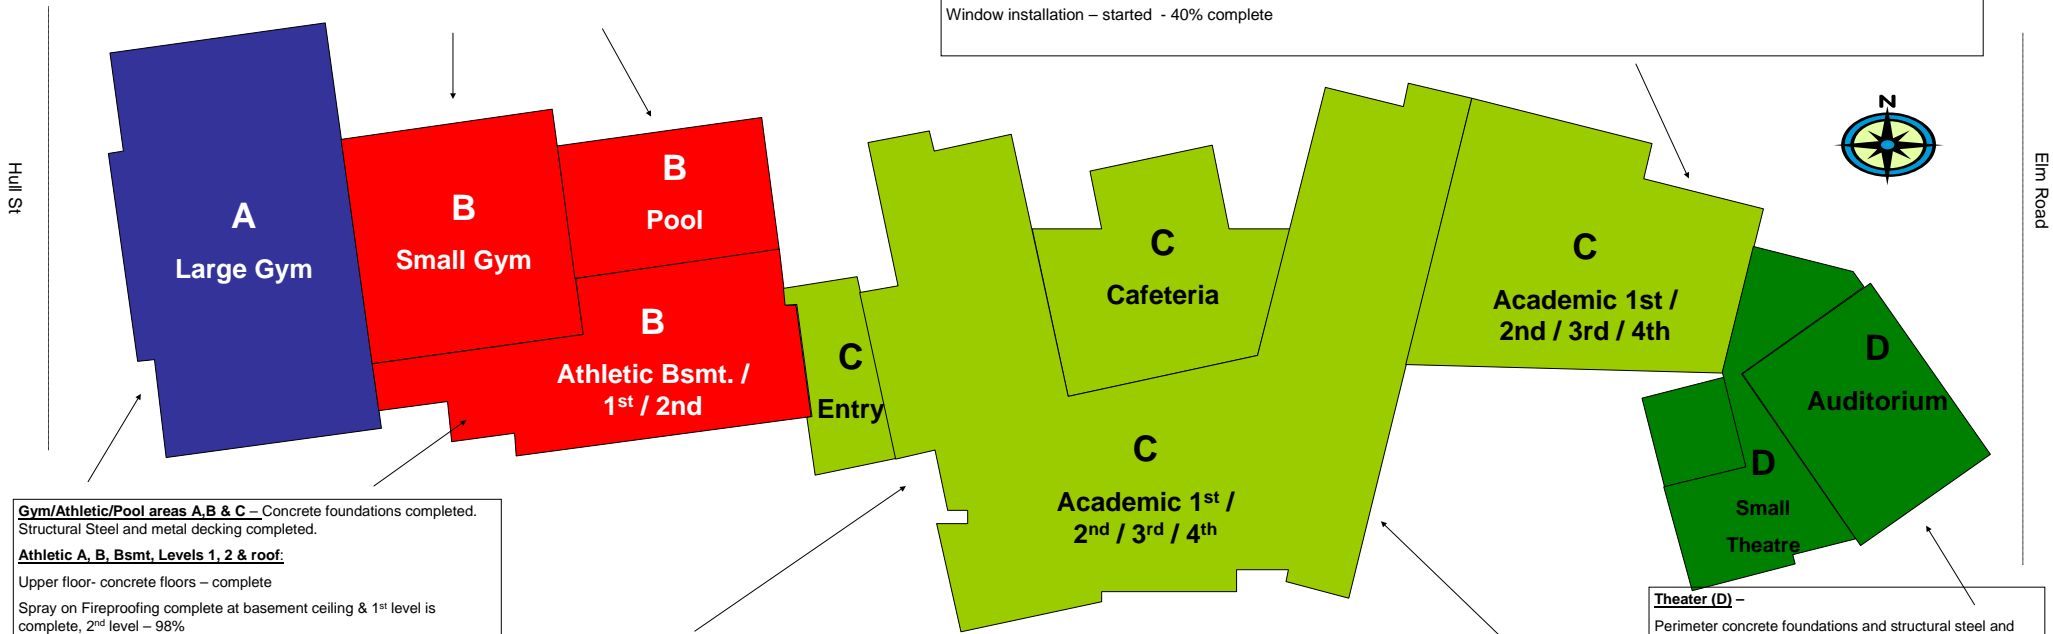 Window installation – started - 40% complete
N
Hull St
Elm Road
A
Large Gym
B
Small Gym
B
Pool
B
Athletic Bsmt. /
1st / 2nd
C
Entry
C
Cafeteria
C
Academic 1st /
2nd / 3rd / 4th
C
Academic 1st /
2nd / 3rd / 4th
D
Auditorium
D
Small
Theatre
Gym/Athletic/Pool areas A,B & C – Concrete foundations completed.
Structural Steel and metal decking completed.
Athletic A, B, Bsmt, Levels 1, 2 & roof:
Upper floor- concrete floors – complete
Spray on Fireproofing complete at basement ceiling & 1st level is
complete, 2nd level – 98%
Theater (D) –
Perimeter concrete foundations and structural steel and